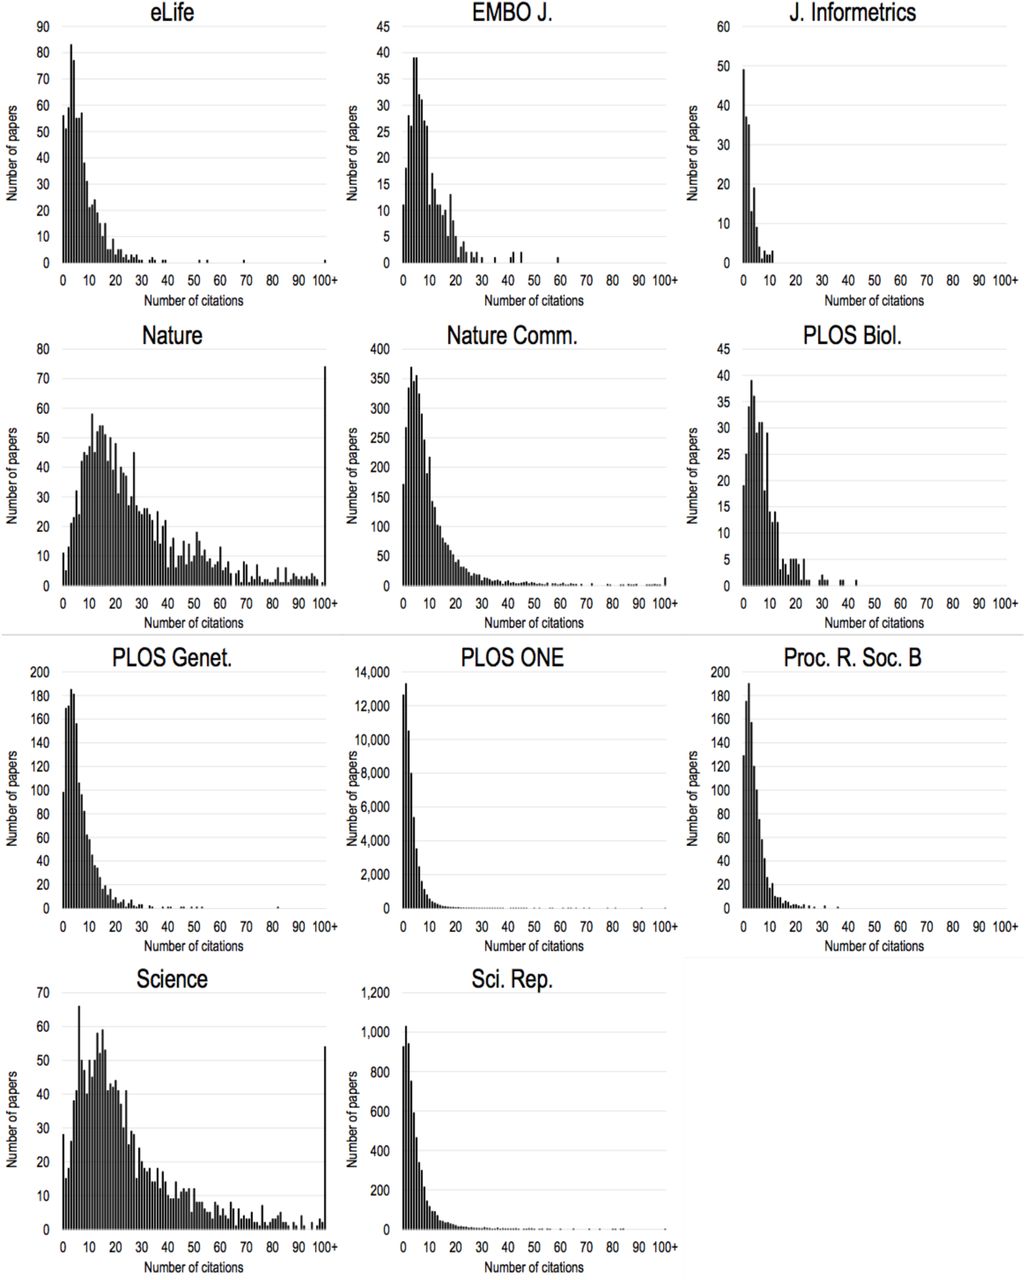 eLife
90
80
70
60
50
40
30
20
10
0
Number of papers
0 10 20 30 40 50 60 70 80 90 100+
Number of citations
EMBO J.
45
40
35
30
25
20
15
10
5
0
Number of papers
0 10 20 30 40 50 60 70 80 90 100+
Number of citations
J. Informetrics
60
50
40
30
20
10
0
Number of papers
0 10 20 30 40 50 60 70 80 90 100+
Number of citations
Nature
80
70
60
50
40
30
20
10
0
Number of papers
0 10 20 30 40 50 60 70 80 90 100+
Number of citations
Nature Comm.
400
350
300
250
200
150
100
50
0
Number of papers
0 10 20 30 40 50 60 70 80 90 100+
Number of citations
PLOS Biol.
45
40
35
30
25
20
15
10
5
0
Number of papers
0 10 20 30 40 50 60 70 80 90 100+
Number of citations
PLOS Genet.
200
180
160
140
120
100
80
60
40
20
0
Number of papers
0 10 20 30 40 50 60 70 80 90 100+
Number of citations
PLOS ONE
14,000
12,000
10,000
8,000
6,000
4,000
2,000
0
Number of papers
0 10 20 30 40 50 60 70 80 90 100+
Number of citations
Proc. R. Soc. B
200
180
160
140
120
100
80
60
40
20
0
Number of papers
0 10 20 30 40 50 60 70 80 90 100+
Number of citations
Science
70
60
50
40
30
20
10
0
Number of papers
0 10 20 30 40 50 60 70 80 90 100+
Number of citations
Sci. Rep.
1,200
1,000
800
600
400
200
0
Number of papers
0 10 20 30 40 50 60 70 80 90 100+
Number of citations